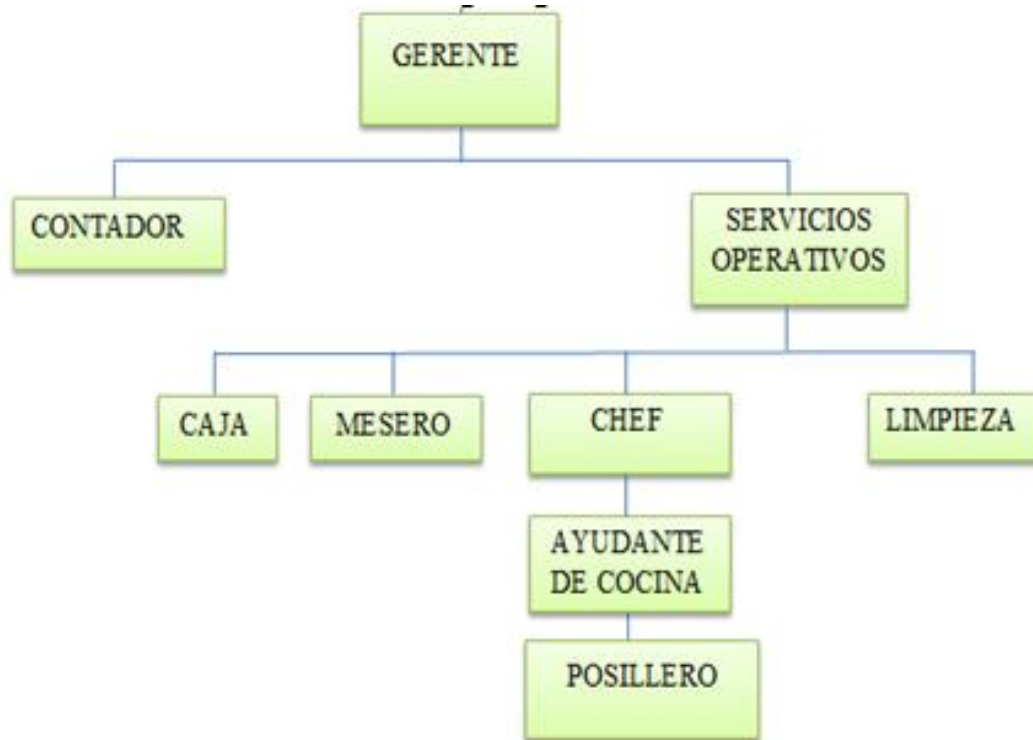 GERENTE
CONTADOR
SERVICIOS
OPERATIVOS
CAJA
MESERO
CHEF
LIMPIEZA
AYUDANTE
DE COCINA
POSILLERO